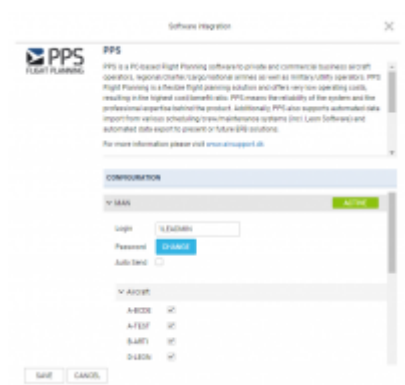 Software Integration
PPS
FLIGHT PLANNING
PPS
PPS is a PC-based Flight Planning software to private and commercial business aircraft
operators, regional/charter/cargo/national airlines as well as military/utility operators. PPS
Flight Planning is a flexible flight planning solution and offers very low operating costs,
resulting in the highest cost-benefit ratio. PPS means the reliability of the system and the
professional expertise behind the product. Additionally, PPS also supports automated data
import from various scheduling/crew/maintenance systems (incl. Leon Software) and
automated data export to present or future EFB solutions.
For more information please visit www.airsupport.dk
CONFIGURATION
MAIN
ACTIVE
Login
Password
CHANGE
Auto Send
Aircraft
A-TEST
SAVE
CANCEL